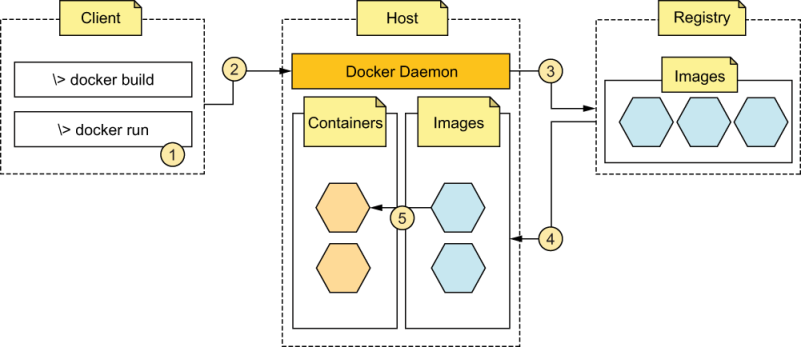 Client
\> docker build
\> docker run
1
2
Host
Docker Daemon
Containers
Images
5
3
4
Registry
Images